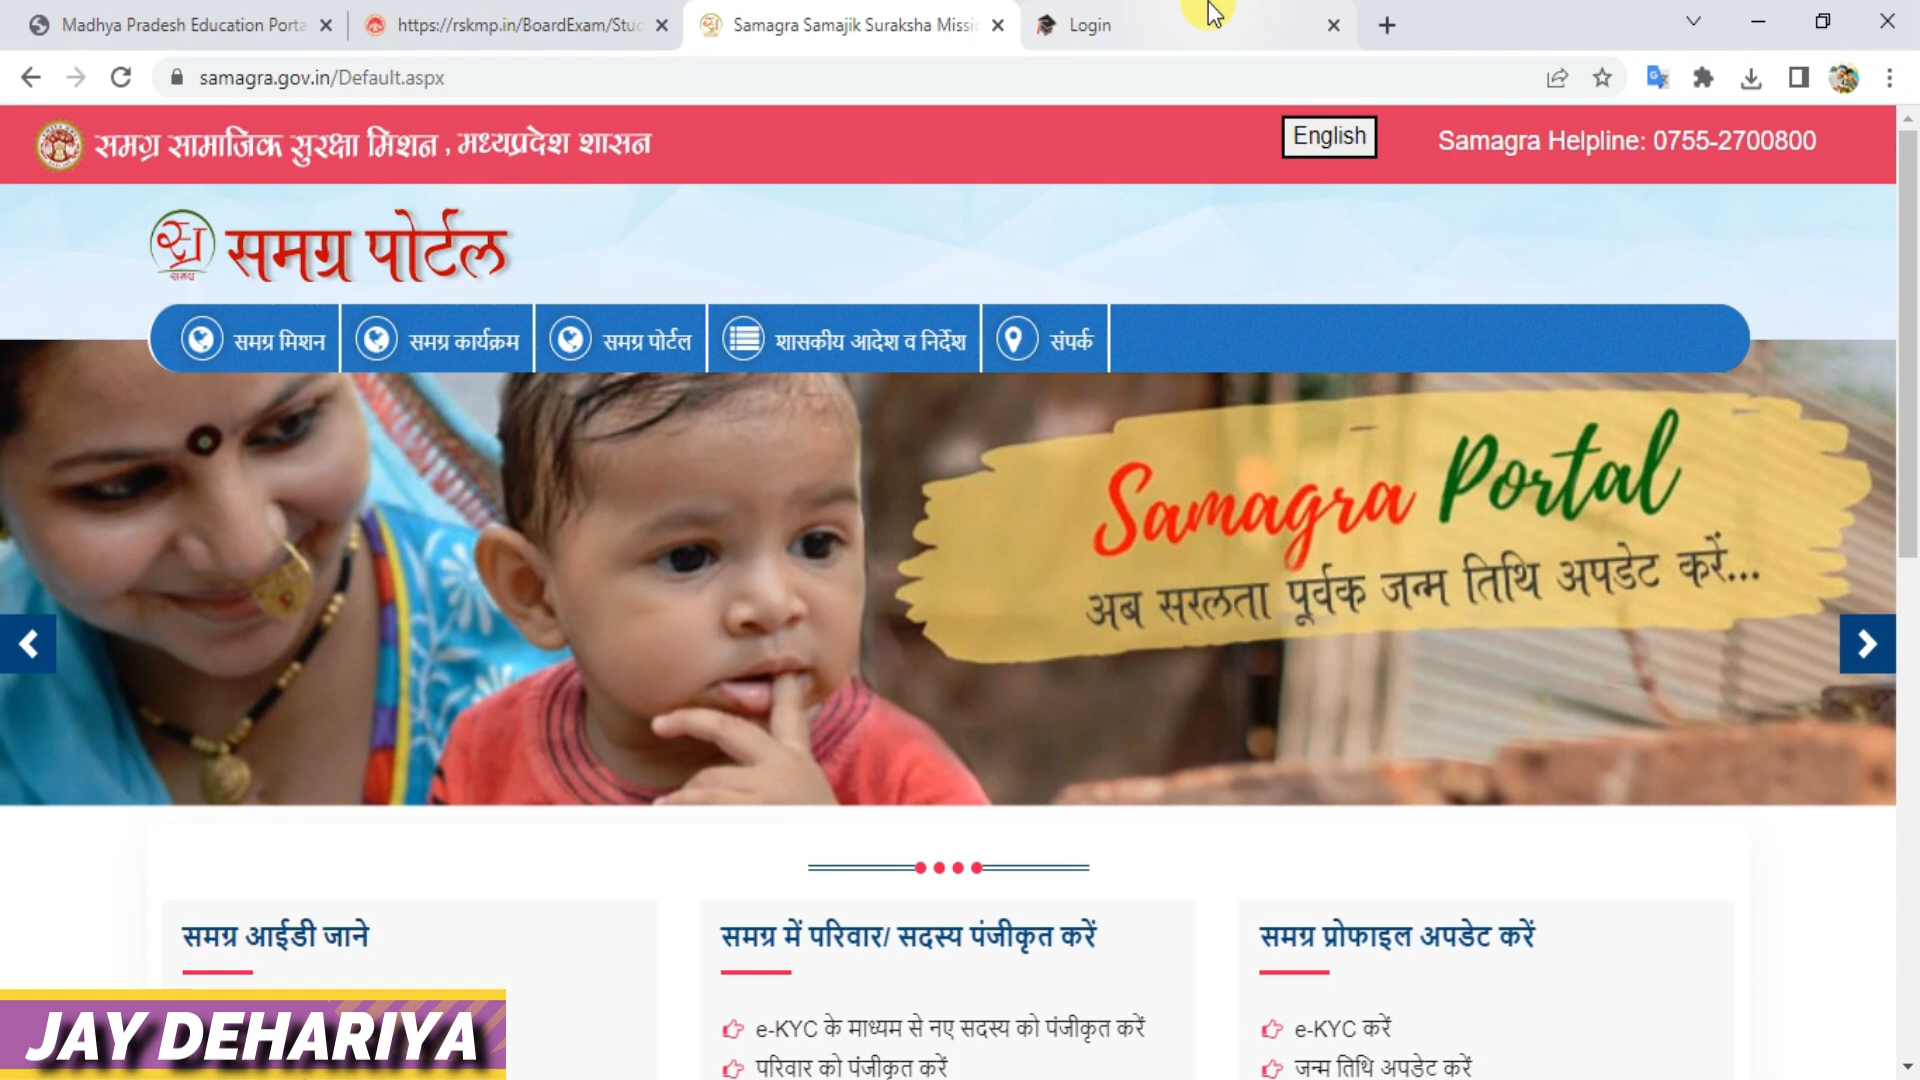 Madhya Pradesh Education Porta
https://rskmp.in/BoardExam/Stuc
Samagra Samajik Suraksha Missi
Login
samagra.gov.in/Default.aspx
समग्र सामाजिक सुरक्षा मिशन , मध्यप्रदेश शासन
English
Samagra Helpline: 0755-2700800
समग्र
समग्र पोर्टल
समग्र मिशन
समग्र कार्यक्रम
समग्र पोर्टल
शासकीय आदेश व निर्देश
संपर्क
Samagra Portal
अब सरलता पूर्वक जन्म तिथि अपडेट करें...
समग्र आईडी जाने
समग्र में परिवार/ सदस्य पंजीकृत करें
समग्र प्रोफाइल अपडेट करें
e-KYC के माध्यम से नए सदस्य को पंजीकृत करें
e-KYC करें
परिवार को पंजीकृत करें
जन्म तिथि अपडेट करें
JAY DEHARIYA